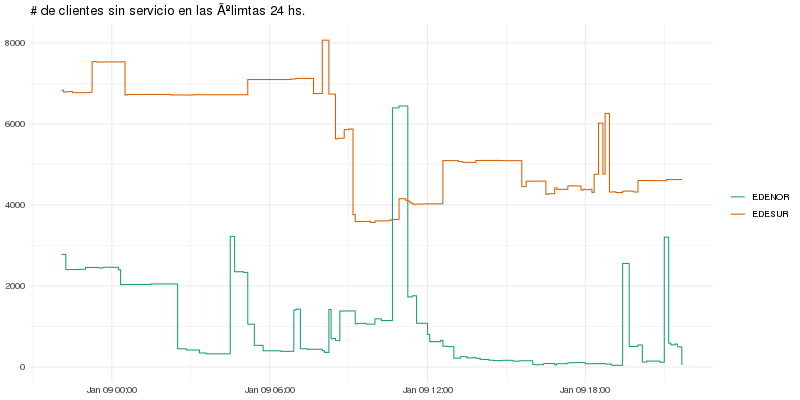 # de clientes sin servicio en las Ãºlimtas 24 hs.
8000
6000
4000
2000
0
Jan 09 00:00
Jan 09 06:00
Jan 09 12:00
Jan 09 18:00
EDENOR
EDESUR